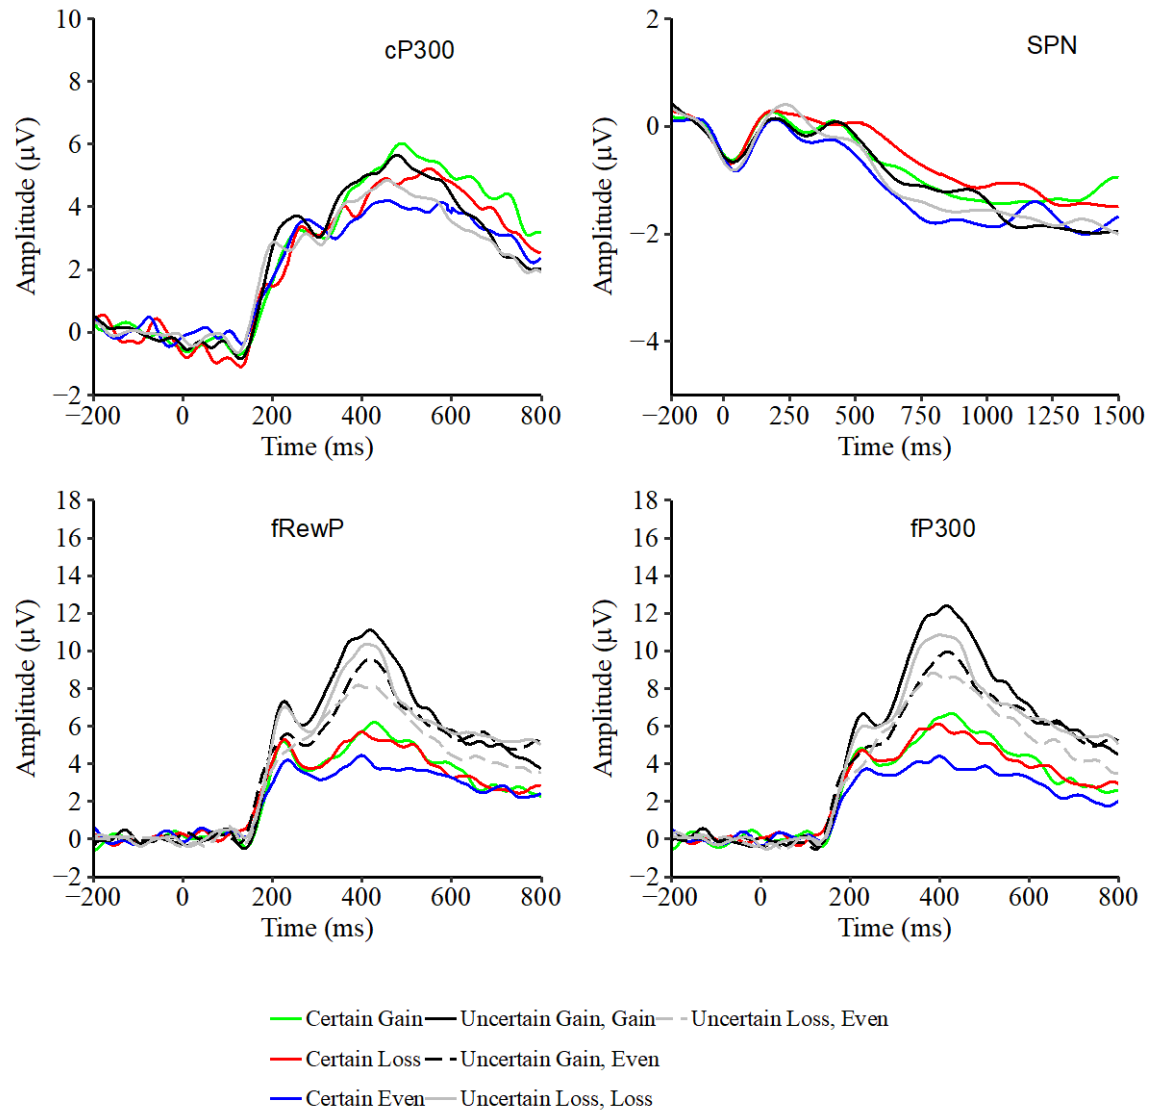 cP300
Amplitude (µV)
10
8
6
4
2
0
−2
−200 0 200 400 600 800
Time (ms)
SPN
Amplitude (µV)
2
0
−2
−4
−200 0 250 500 750 1000 1250 1500
Time (ms)
fRewP
Amplitude (µV)
18
16
14
12
10
8
6
4
2
0
−2
−200 0 200 400 600 800
Time (ms)
fP300
Amplitude (µV)
18
16
14
12
10
8
6
4
2
0
−2
−200 0 200 400 600 800
Time (ms)
Certain Gain Uncertain Gain, Gain Uncertain Loss, Even
Certain Loss Uncertain Gain, Even
Certain Even Uncertain Loss, Loss